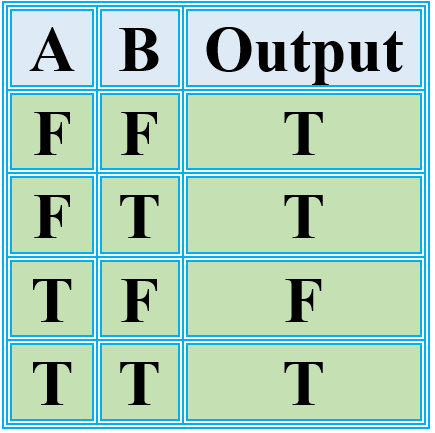 A B Output
F F T
F T T
T F F
T T T